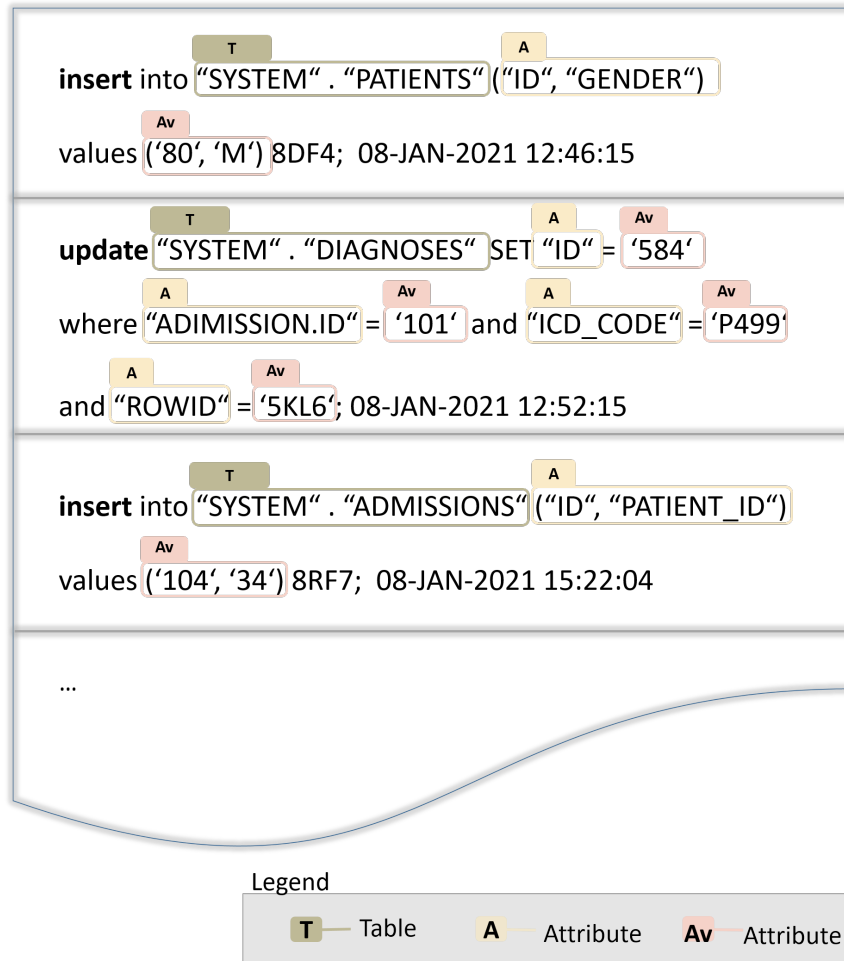 T A
insert into “SYSTEM“ . “PATIENTS“ (“ID“, “GENDER“)
Av
values (‘80‘, ‘M‘) 8DF4; 08-JAN-2021 12:46:15
T A Av
update “SYSTEM“ . “DIAGNOSES“ SET “ID“ = ‘584‘
A Av A Av
where “ADIMISSION.ID“ = ‘101‘ and “ICD_CODE“ = ‘P499‘
A Av
and “ROWID“ = ‘5KL6‘; 08-JAN-2021 12:52:15
T A
insert into “SYSTEM“ . “ADMISSIONS“ (“ID“, “PATIENT_ID“)
Av
values (‘104‘, ‘34‘) 8RF7; 08-JAN-2021 15:22:04
...
Legend
T Table A Attribute Av Attribute